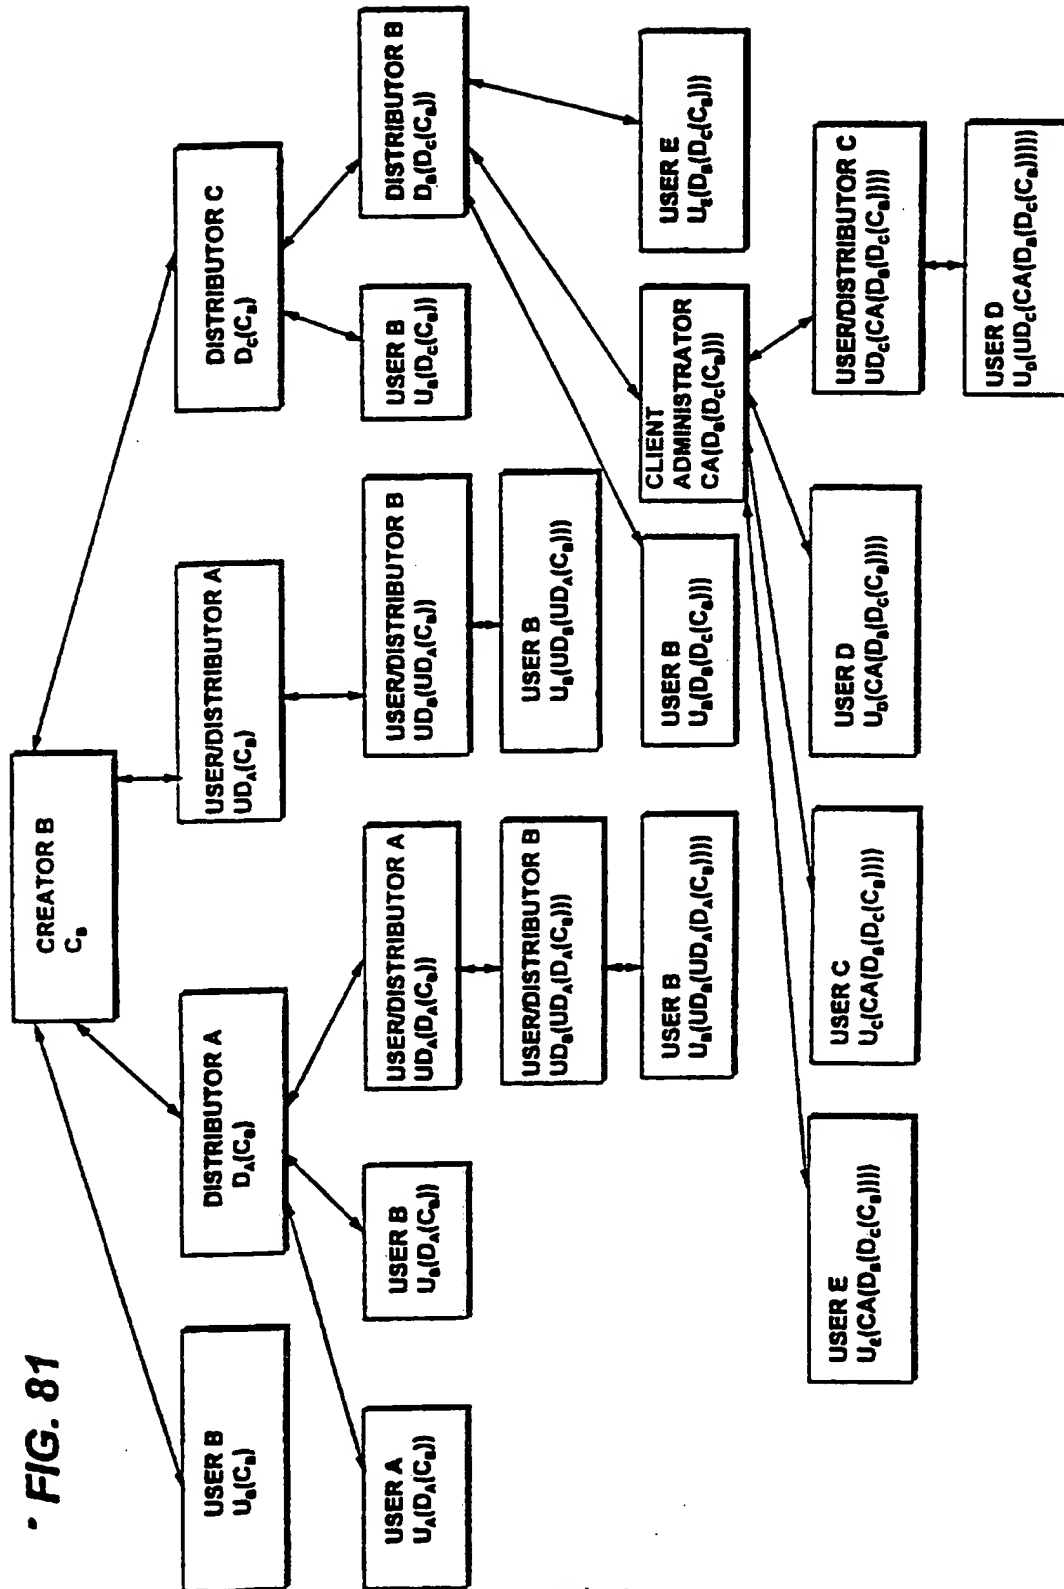 FIG. 81
CREATOR B
C_B
USER B
U_B(C_B)
DISTRIBUTOR A
D_A(C_B)
USER/DISTRIBUTOR A
UD_A(C_B)
DISTRIBUTOR C
D_C(C_B)
USER A
U_A(D_A(C_B))
USER B
U_B(D_A(C_B))
USER/DISTRIBUTOR A
UD_A(D_A(C_B))
USER/DISTRIBUTOR B
UD_B(UD_A(C_B))
USER B
U_B(D_C(C_B))
DISTRIBUTOR B
D_B(D_C(C_B))
USER/DISTRIBUTOR B
UD_B(UD_A(D_A(C_B)))
USER B
U_B(UD_B(UD_A(C_B)))
USER B
U_B(UD_B(UD_A(D_A(C_B))))
USER B
U_B(D_B(D_C(C_B)))
CLIENT
ADMINISTRATOR
CA(D_B(D_C(C_B)))
USER E
U_E(D_B(D_C(C_B)))
USER E
U_E(CA(D_B(D_C(C_B))))
USER C
U_C(CA(D_B(D_C(C_B))))
USER D
U_D(CA(D_B(D_C(C_B))))
USER/DISTRIBUTOR C
UD_C(CA(D_B(D_C(C_B))))
USER D
U_D(UD_C(CA(D_B(D_C(C_B)))))